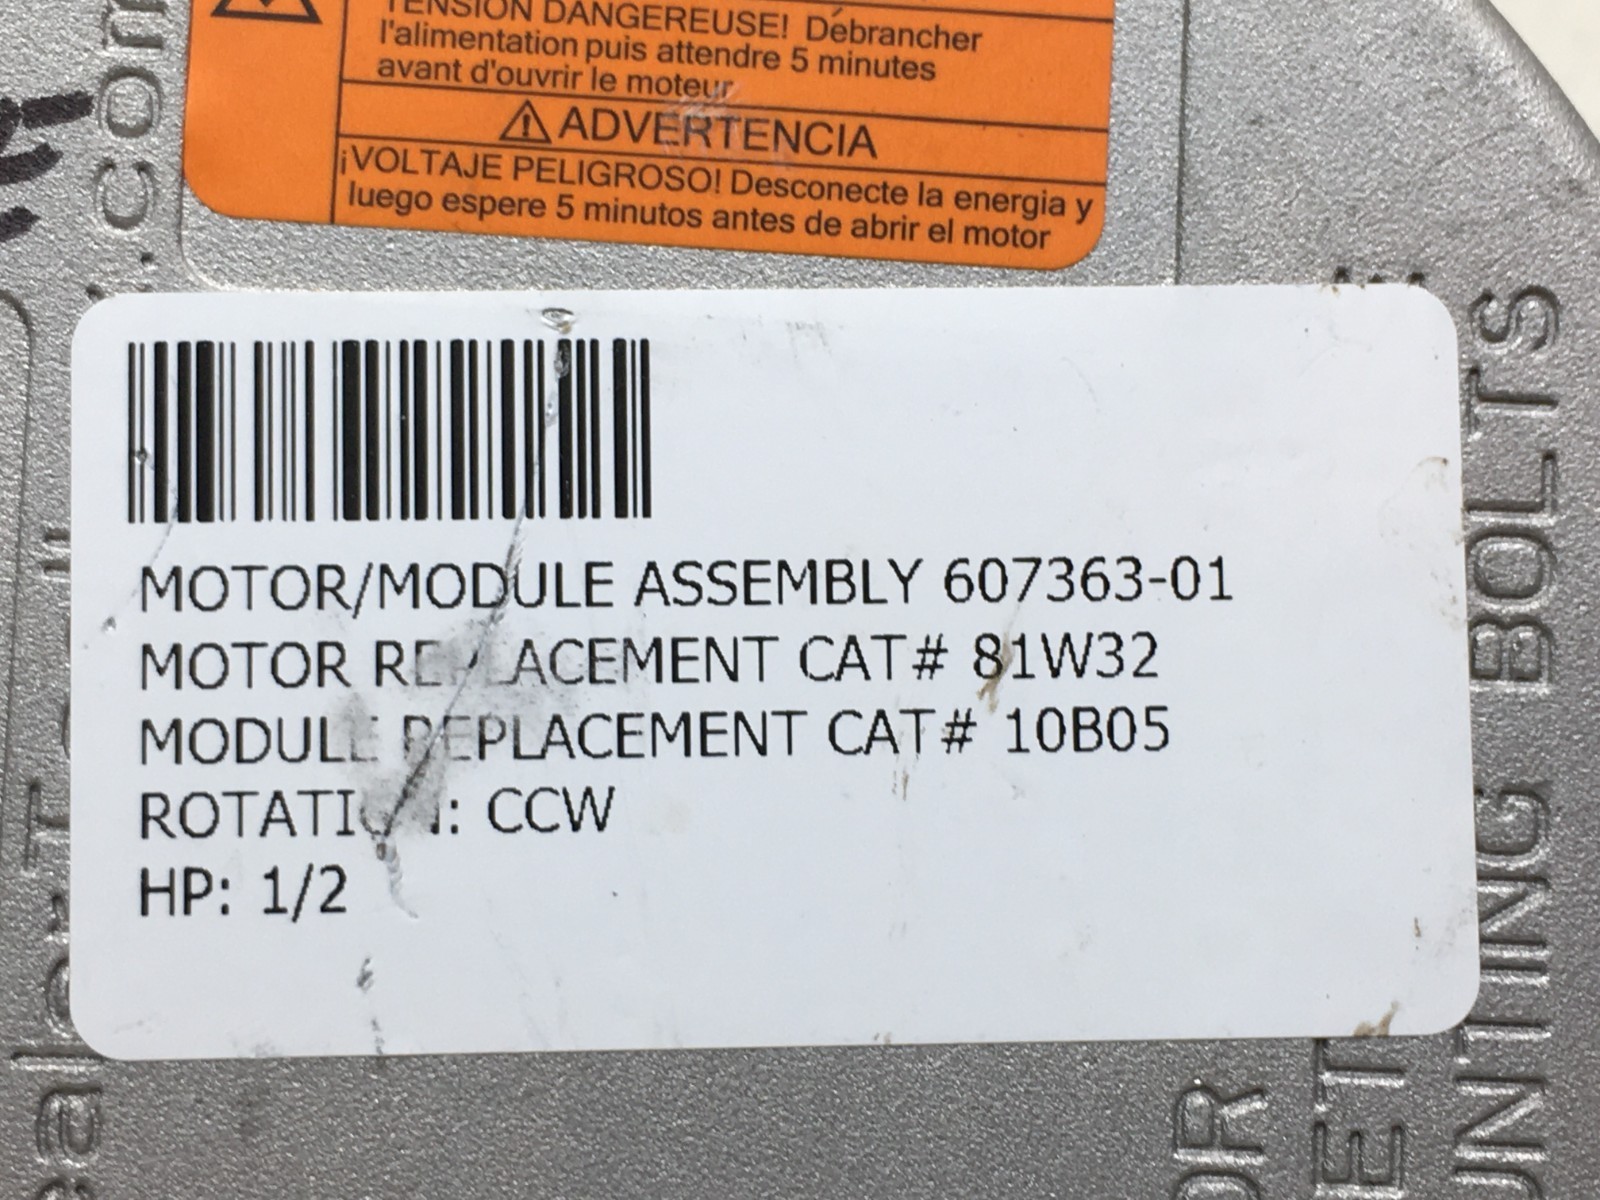 TENSION DANGEREUSE! Débrancher
l'alimentation puis attendre 5 minutes
avant d'ouvrir le moteur
ADVERTENCIA
¡VOLTAJE PELIGROSO! Desconecte la energia y
luego espere 5 minutos antes de abrir el motor
MOTOR/MODULE ASSEMBLY 607363-01
MOTOR REPLACEMENT CAT# 81W32
MODULE REPLACEMENT CAT# 10B05
ROTATION: CCW
HP: 1/2
BOLTS
.com